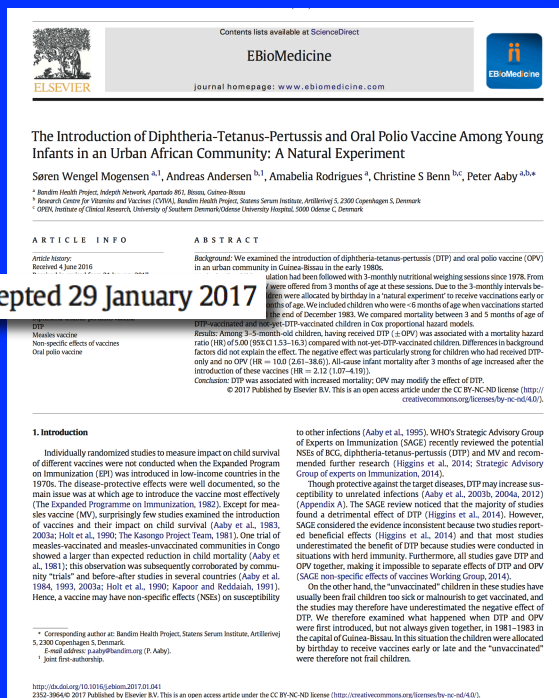 Contents lists available at ScienceDirect
EBioMedicine
journal homepage: www.ebiomedicine.com
ELSEVIER
EBioMedicine
The Introduction of Diphtheria-Tetanus-Pertussis and Oral Polio Vaccine Among Young
Infants in an Urban African Community: A Natural Experiment
Søren Wengel Mogensen a,1, Andreas Andersen b,1, Amabelia Rodrigues a, Christine S Benn b,c, Peter Aaby a,b,*
a Bandim Health Project, Indepth Network, Apartado 861, Bissau, Guinea-Bissau
b Research Centre for Vitamins and Vaccines (CVIVA), Bandim Health Project, Statens Serum Institute, Artillerivej 5, 2300 Copenhagen S, Denmark
c OPEN, Institute of Clinical Research, University of Southern Denmark/Odense University Hospital, 5000 Odense C, Denmark
ARTICLE INFO
Article history:
Received 4 June 2016
epted 29 January 2017
DTP
Measles vaccine
Non-specific effects of vaccines
Oral polio vaccine
ABSTRACT
Background: We examined the introduction of diphtheria-tetanus-pertussis (DTP) and oral polio vaccine (OPV)
in an urban community in Guinea-Bissau in the early 1980s.
ulation had been followed with 3-monthly nutritional weighing sessions since 1978. From
were offered from 3 months of age at these sessions. Due to the 3-monthly intervals be-
dren were allocated by birthday in a 'natural experiment' to receive vaccinations early or
onths of age. We included children who were <6 months of age when vaccinations started
the end of December 1983. We compared mortality between 3 and 5 months of age of
DTP-vaccinated and not-yet-DTP-vaccinated children in Cox proportional hazard models.
Results: Among 3–5-month-old children, having received DTP (±OPV) was associated with a mortality hazard
ratio (HR) of 5.00 (95% CI 1.53–16.3) compared with not-yet-DTP-vaccinated children. Differences in background
factors did not explain the effect. The negative effect was particularly strong for children who had received DTP-
only and no OPV (HR = 10.0 (2.61–38.6)). All-cause infant mortality after 3 months of age increased after the
introduction of these vaccines (HR = 2.12 (1.07–4.19)).
Conclusion: DTP was associated with increased mortality; OPV may modify the effect of DTP.
© 2017 Published by Elsevier B.V. This is an open access article under the CC BY-NC-ND license (http://
creativecommons.org/licenses/by-nc-nd/4.0/).
1. Introduction
Individually randomized studies to measure impact on child survival
of different vaccines were not conducted when the Expanded Program
on Immunization (EPI) was introduced in low-income countries in the
1970s. The disease-protective effects were well documented, so the
main issue was at which age to introduce the vaccine most effectively
(The Expanded Programme on Immunization, 1982). Except for mea-
sles vaccine (MV), surprisingly few studies examined the introduction
of vaccines and their impact on child survival (Aaby et al., 1983,
2003a; Holt et al., 1990; The Kasongo Project Team, 1981). One trial of
measles-vaccinated and measles-unvaccinated communities in Congo
showed a larger than expected reduction in child mortality (Aaby et
al., 1981); this observation was subsequently corroborated by commu-
nity "trials" and before-after studies in several countries (Aaby et al.
1984, 1993, 2003a; Holt et al., 1990; Kapoor and Reddaiah, 1991).
Hence, a vaccine may have non-specific effects (NSEs) on susceptibility
to other infections (Aaby et al., 1995). WHO's Strategic Advisory Group
of Experts on Immunization (SAGE) recently reviewed the potential
NSEs of BCG, diphtheria-tetanus-pertussis (DTP) and MV and recom-
mended further research (Higgins et al., 2014; Strategic Advisory
Group of experts on Immunization, 2014).
Though protective against the target diseases, DTP may increase sus-
ceptibility to unrelated infections (Aaby et al., 2003b, 2004a, 2012)
(Appendix A). The SAGE review noticed that the majority of studies
found a detrimental effect of DTP (Higgins et al., 2014). However,
SAGE considered the evidence inconsistent because two studies report-
ed beneficial effects (Higgins et al., 2014) and that most studies
underestimated the benefit of DTP because studies were conducted in
situations with herd immunity. Furthermore, all studies gave DTP and
OPV together, making it impossible to separate effects of DTP and OPV
(SAGE non-specific effects of vaccines Working Group, 2014).
On the other hand, the "unvaccinated" children in these studies have
usually been frail children too sick or malnourish to get vaccinated, and
the studies may therefore have underestimated the negative effect of
DTP. We therefore examined what happened when DTP and OPV
were first introduced, but not always given together, in 1981–1983 in
the capital of Guinea-Bissau. In this situation the children were allocated
by birthday to receive vaccines early or late and the "unvaccinated"
were therefore not frail children.
* Corresponding author at: Bandim Health Project, Statens Serum Institute, Artillerivej
5, 2300 Copenhagen S, Denmark.
E-mail address: p.aaby@bandim.org (P. Aaby).
1 Joint first-authorship.
http://dx.doi.org/10.1016/j.ebiom.2017.01.041
2352-3964/© 2017 Published by Elsevier B.V. This is an open access article under the CC BY-NC-ND license (http://creativecommons.org/licenses/by-nc-nd/4.0/).